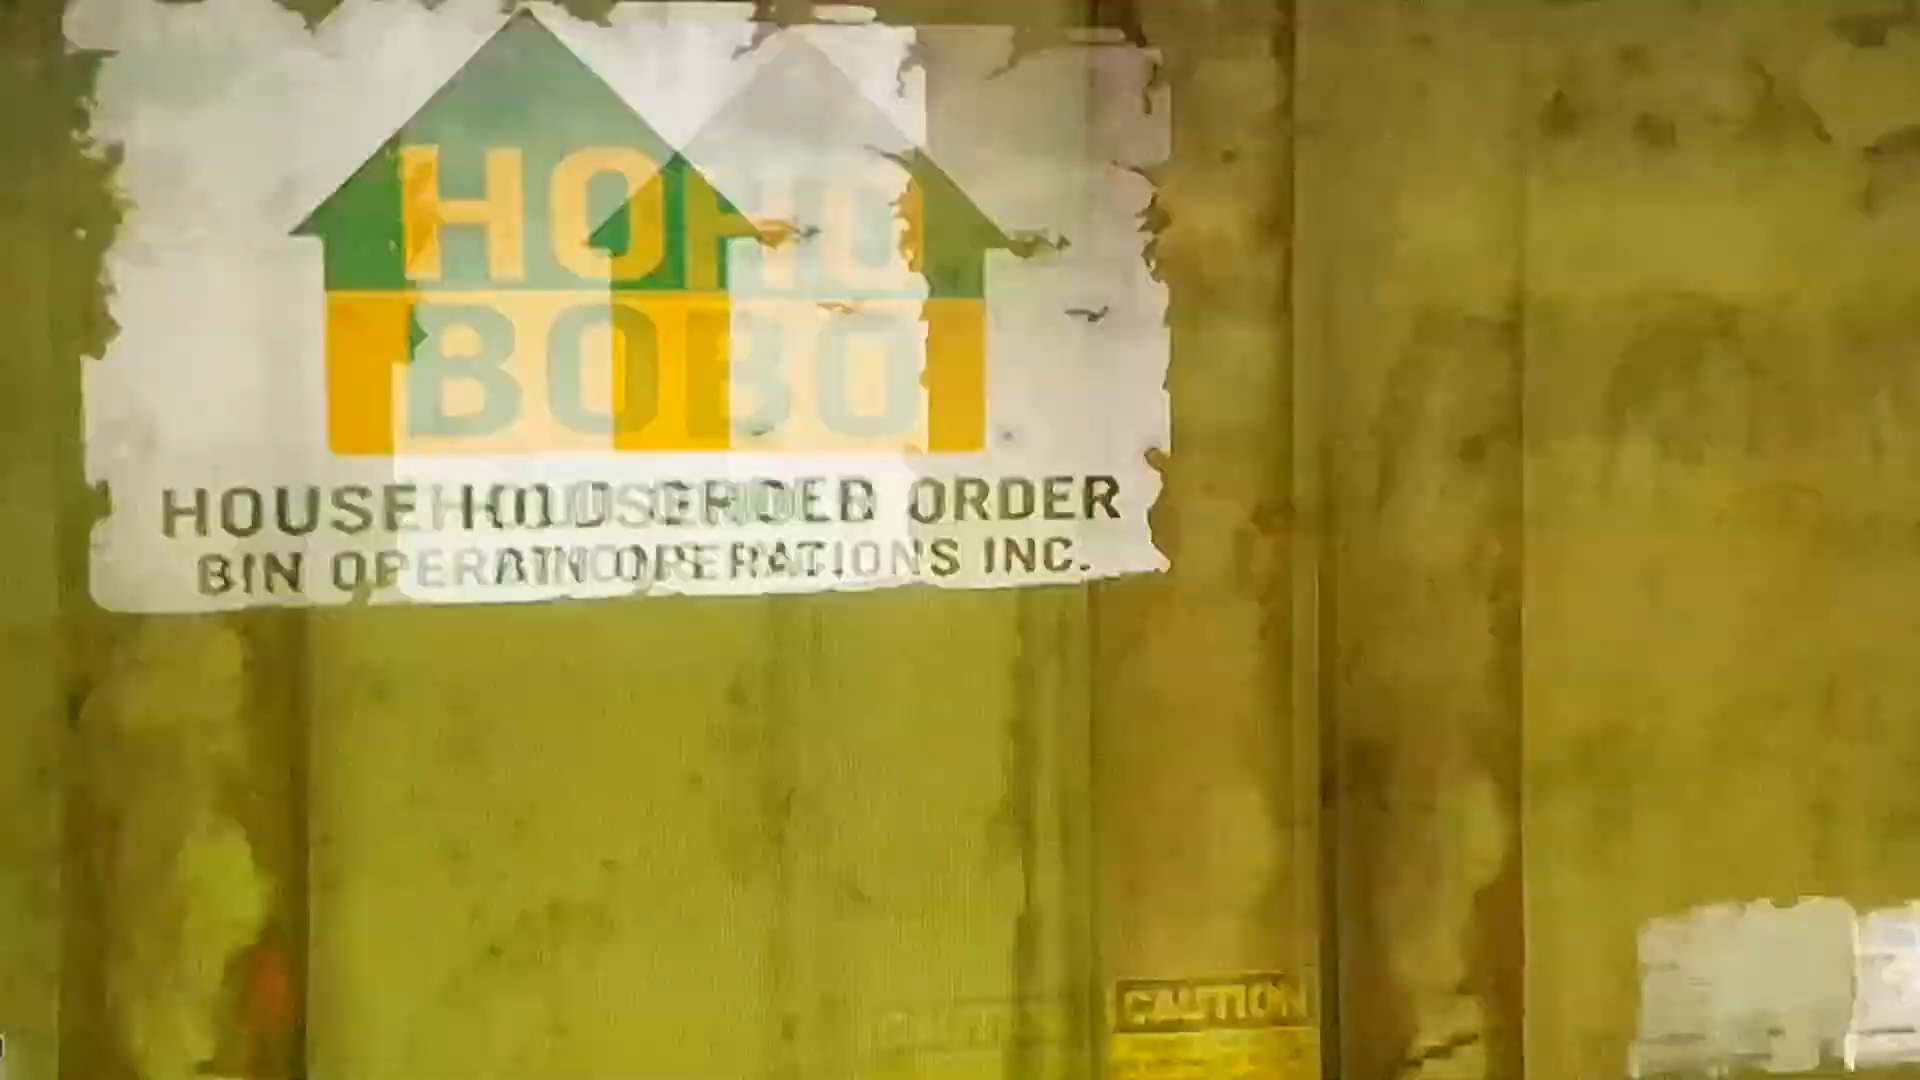 HOHO
BOBO
HOUSEHOLD ORDER
BIN OPERATIONS INC.
CAUTION